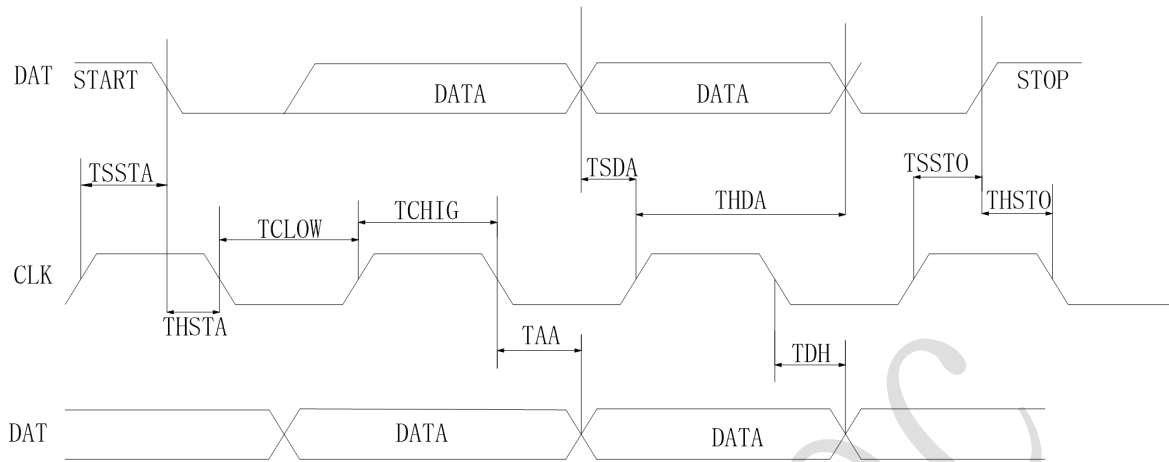 DAT START DATA DATA STOP
TSSTA TSDA TSSTO
TCLOW TCHIG THDA THSTO
CLK
THSTA TAA TDH
DAT DATA DATA